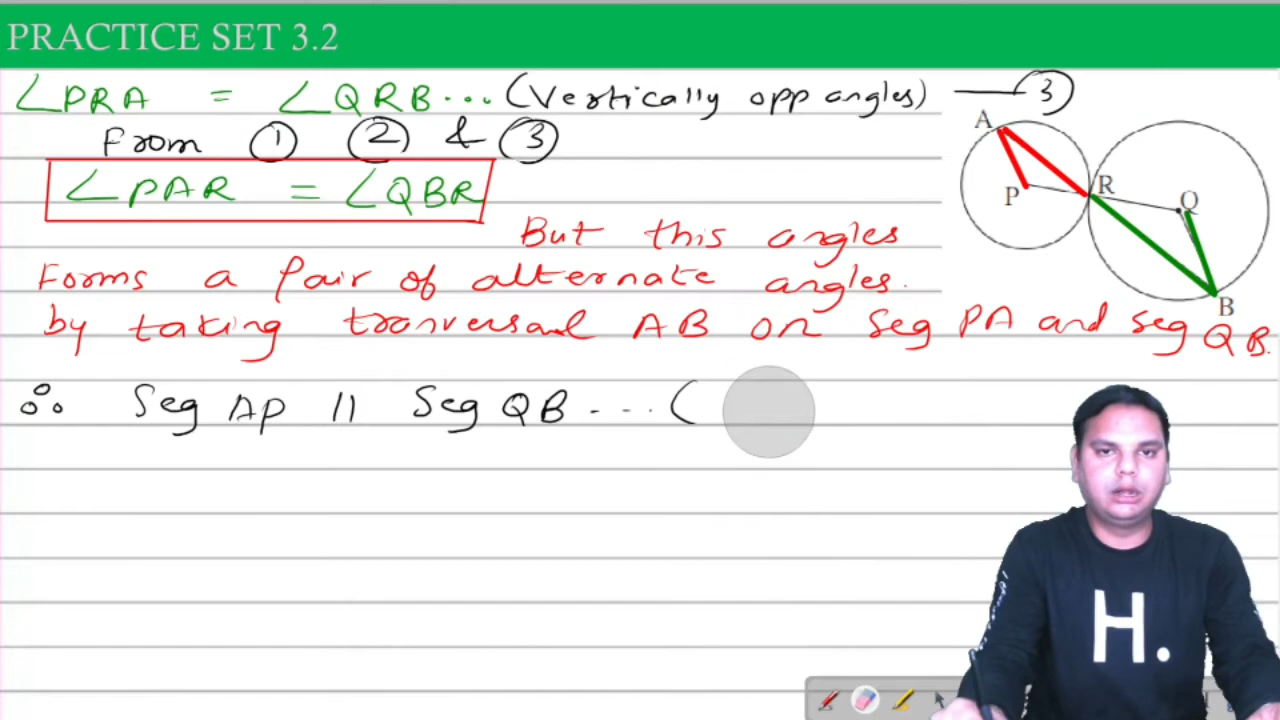 PRACTICE SET 3.2
∠PRA = ∠QRB... (Vertically opp angles) — 3
From 1 2 & 3
∠PAR = ∠QBR
But this angles
Forms a pair of alternate angles.
by taking tranversal AB on seg PA and seg QB.
∴ Seg AP || Seg QB ... (
A
P
R
Q
B
H.